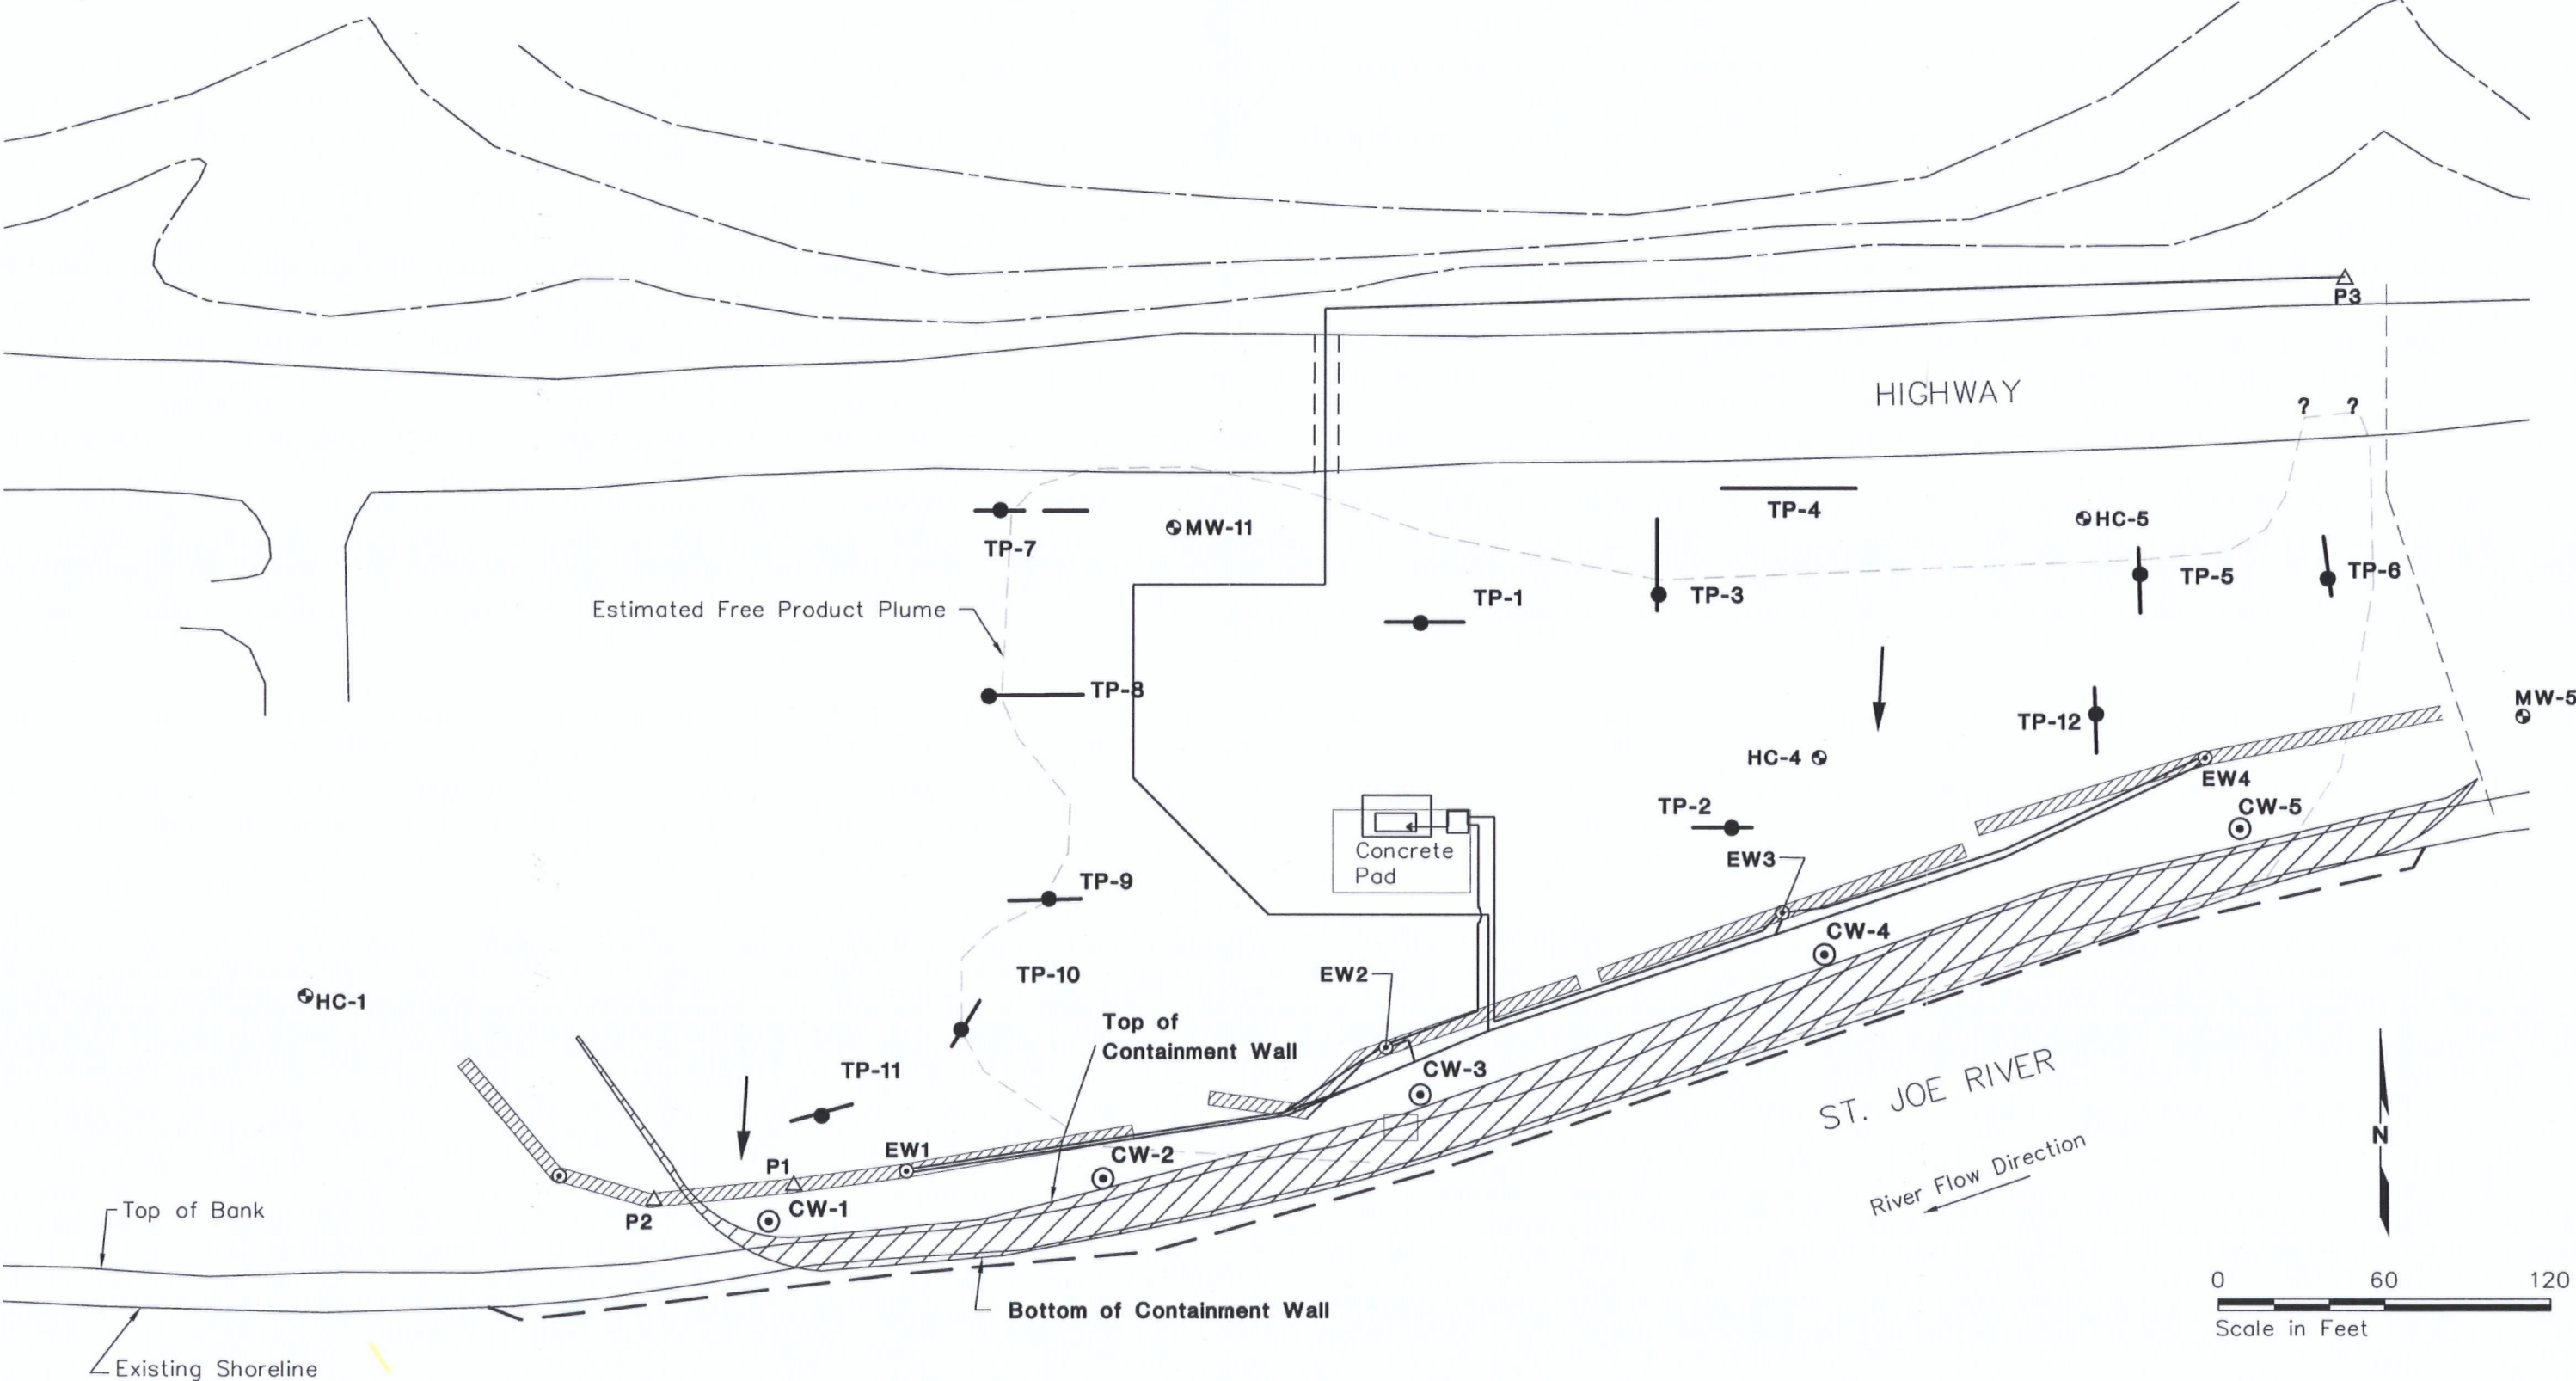 P3
HIGHWAY
? ?
TP-4
MW-11
HC-5
TP-7
TP-5
TP-6
TP-1
TP-3
Estimated Free Product Plume
TP-8
MW-5
TP-12
HC-4
EW4
TP-2
CW-5
Concrete
Pad
EW3
TP-9
CW-4
TP-10
EW2
HC-1
Top of
Containment Wall
TP-11
CW-3
ST. JOE RIVER
N
EW1
CW-2
P1
River Flow Direction
CW-1
P2
Top of Bank
0 60 120
Scale in Feet
Bottom of Containment Wall
Existing Shoreline